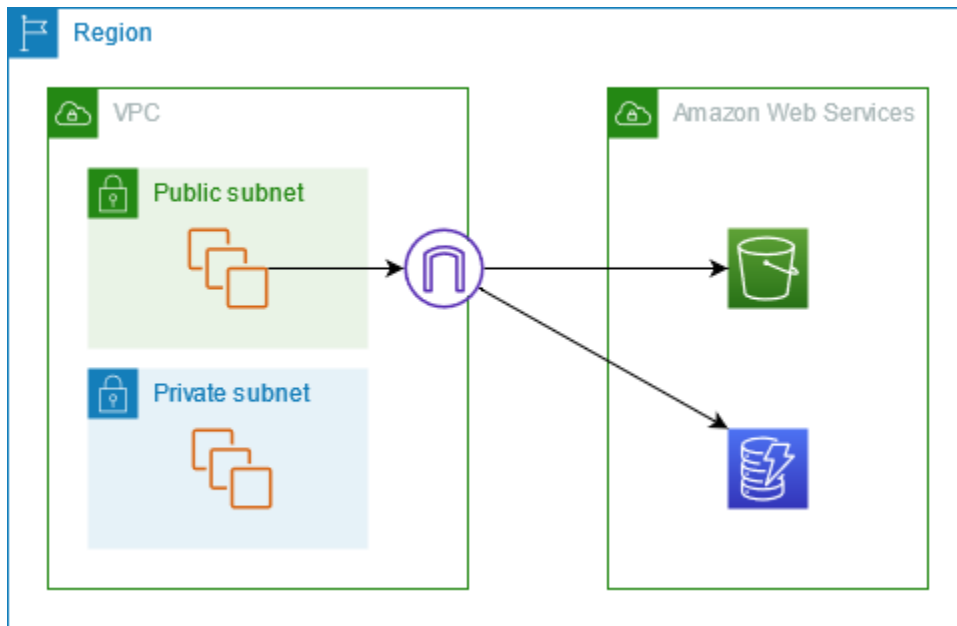 Region
VPC
Amazon Web Services
Public subnet
Private subnet